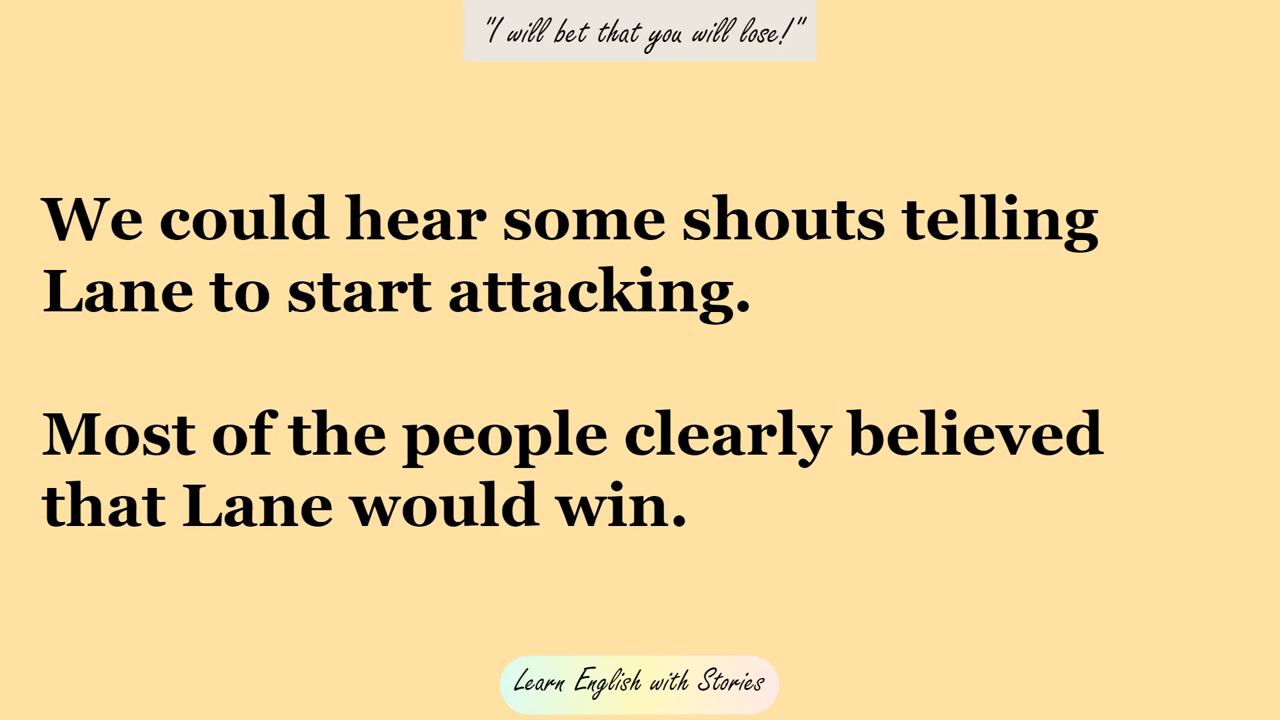 "I will bet that you will lose!"
We could hear some shouts telling
Lane to start attacking.
Most of the people clearly believed
that Lane would win.
Learn English with Stories